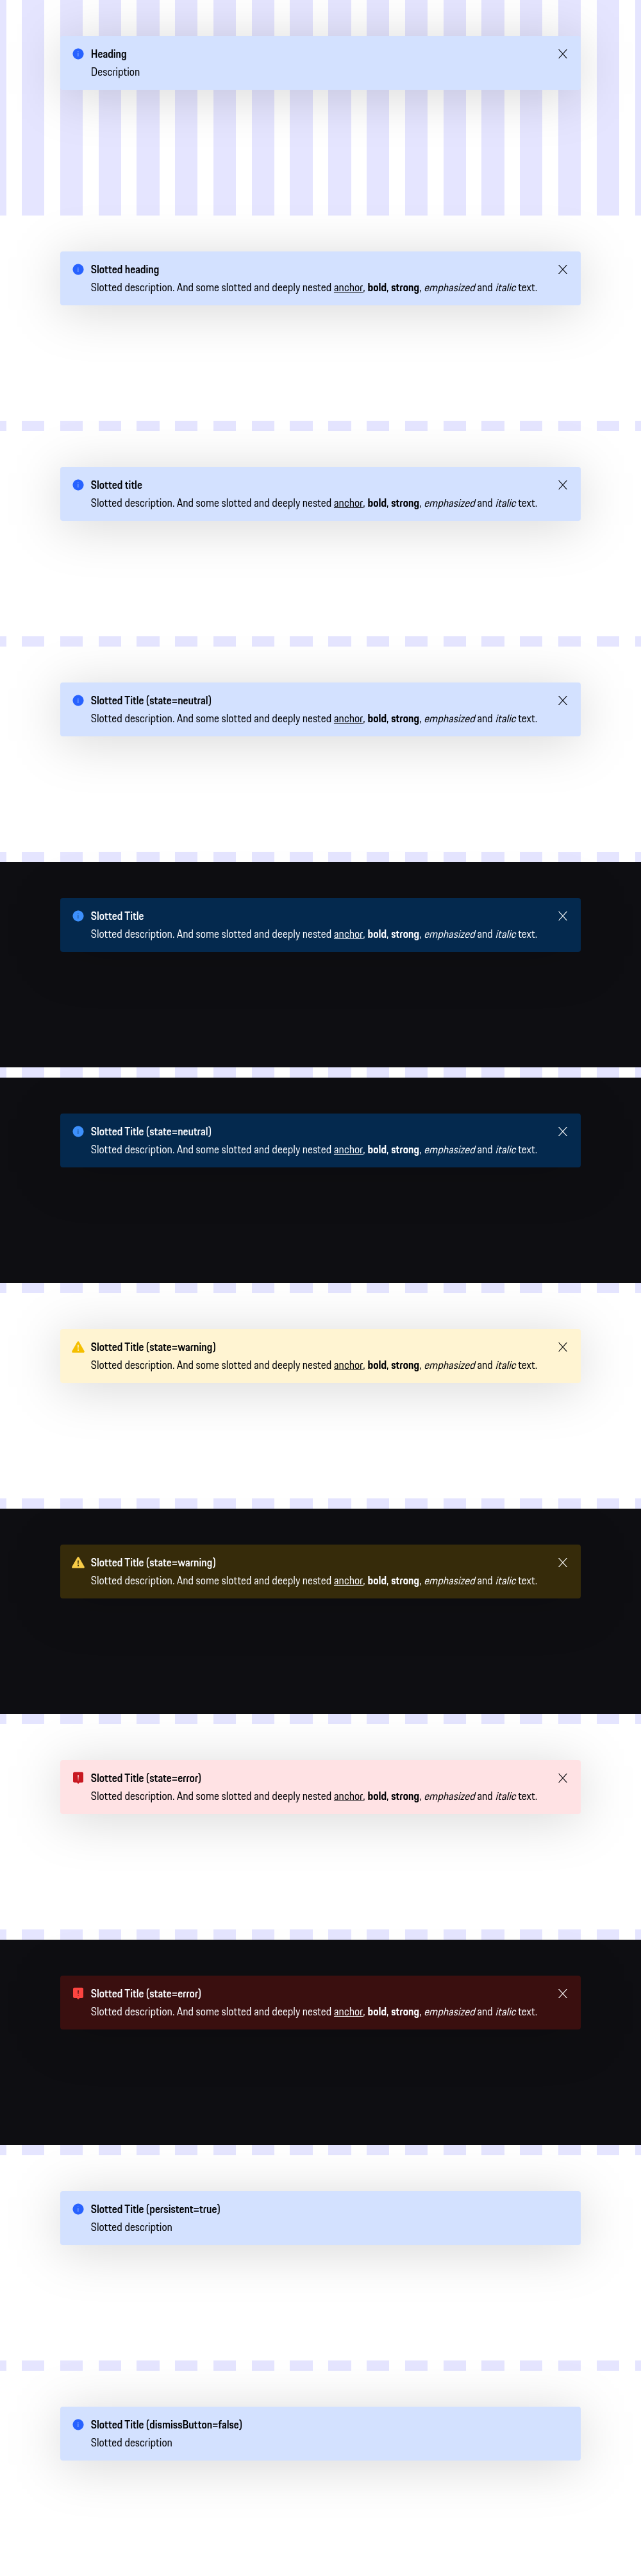 Heading
Description
Slotted heading
Slotted description. And some slotted and deeply nested anchor, bold, strong, emphasized and italic text.
Slotted title
Slotted description. And some slotted and deeply nested anchor, bold, strong, emphasized and italic text.
Slotted Title (state=neutral)
Slotted description. And some slotted and deeply nested anchor, bold, strong, emphasized and italic text.
Slotted Title
Slotted description. And some slotted and deeply nested anchor, bold, strong, emphasized and italic text.
Slotted Title (state=neutral)
Slotted description. And some slotted and deeply nested anchor, bold, strong, emphasized and italic text.
Slotted Title (state=warning)
Slotted description. And some slotted and deeply nested anchor, bold, strong, emphasized and italic text.
Slotted Title (state=warning)
Slotted description. And some slotted and deeply nested anchor, bold, strong, emphasized and italic text.
Slotted Title (state=error)
Slotted description. And some slotted and deeply nested anchor, bold, strong, emphasized and italic text.
Slotted Title (state=error)
Slotted description. And some slotted and deeply nested anchor, bold, strong, emphasized and italic text.
Slotted Title (persistent=true)
Slotted description
Slotted Title (dismissButton=false)
Slotted description